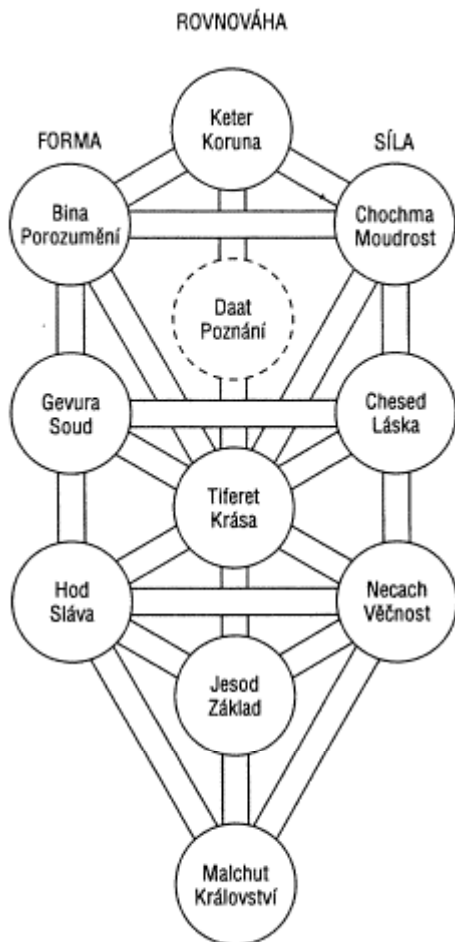 ROVNOVÁHA
Keter
Koruna
FORMA
SÍLA
Bina
Porozumění
Chochma
Moudrost
Daat
Poznání
Gevura
Soud
Chesed
Láska
Tiferet
Krása
Hod
Sláva
Necach
Věčnost
Jesod
Základ
Malchut
Království